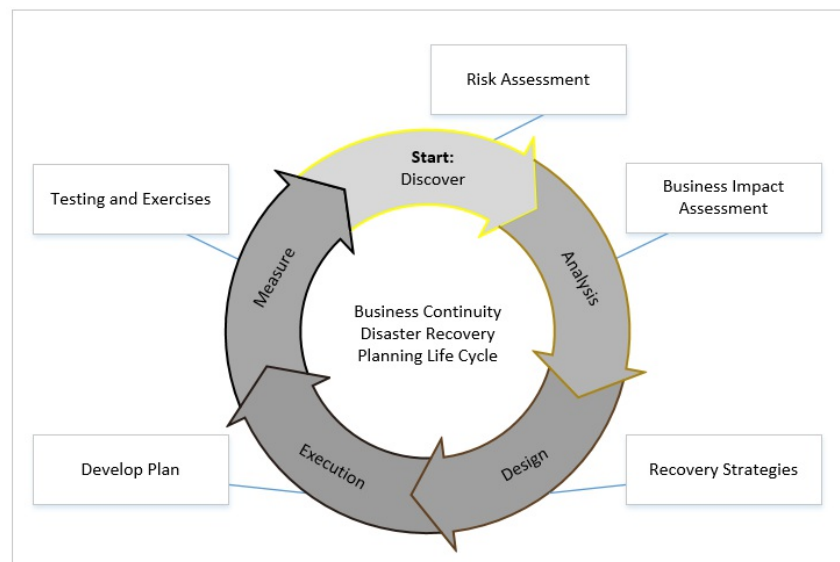 Risk Assessment
Start:
Discover
Testing and Exercises
Business Impact
Assessment
Analysis
Measure
Business Continuity
Disaster Recovery
Planning Life Cycle
Develop Plan
Execution
Design
Recovery Strategies